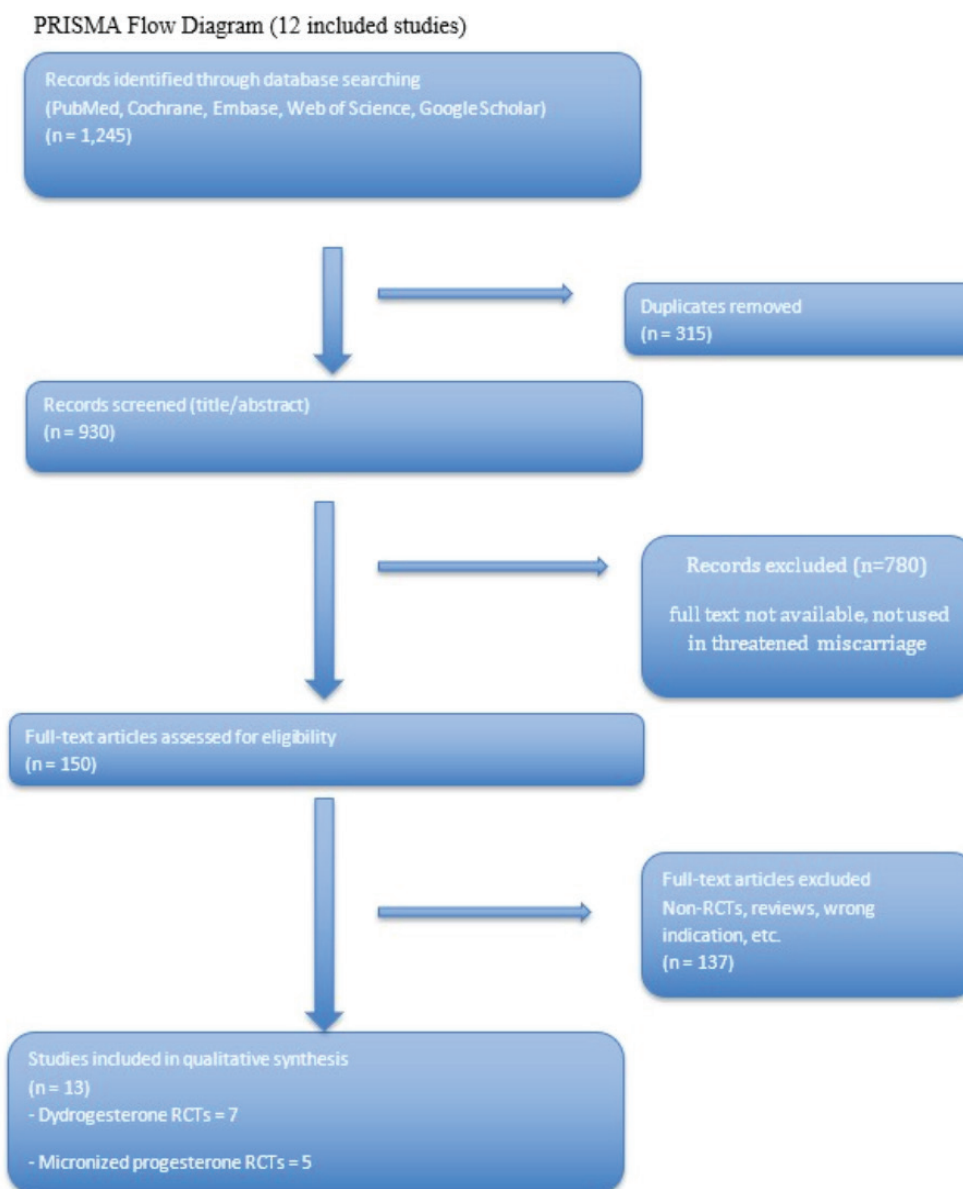 PRISMA Flow Diagram (12 included studies)
Records identified through database searching
(PubMed, Cochrane, Embase, Web of Science, Google Scholar)
(n = 1,245)
Duplicates removed
(n = 315)
Records screened (title/abstract)
(n = 930)
Records excluded (n=780)
full text not available, not used
in threatened miscarriage
Full-text articles assessed for eligibility
(n = 150)
Full-text articles excluded
Non-RCTs, reviews, wrong
indication, etc.
(n = 137)
Studies included in qualitative synthesis
(n = 13)
- Dydrogesterone RCTs = 7
- Micronized progesterone RCTs = 5